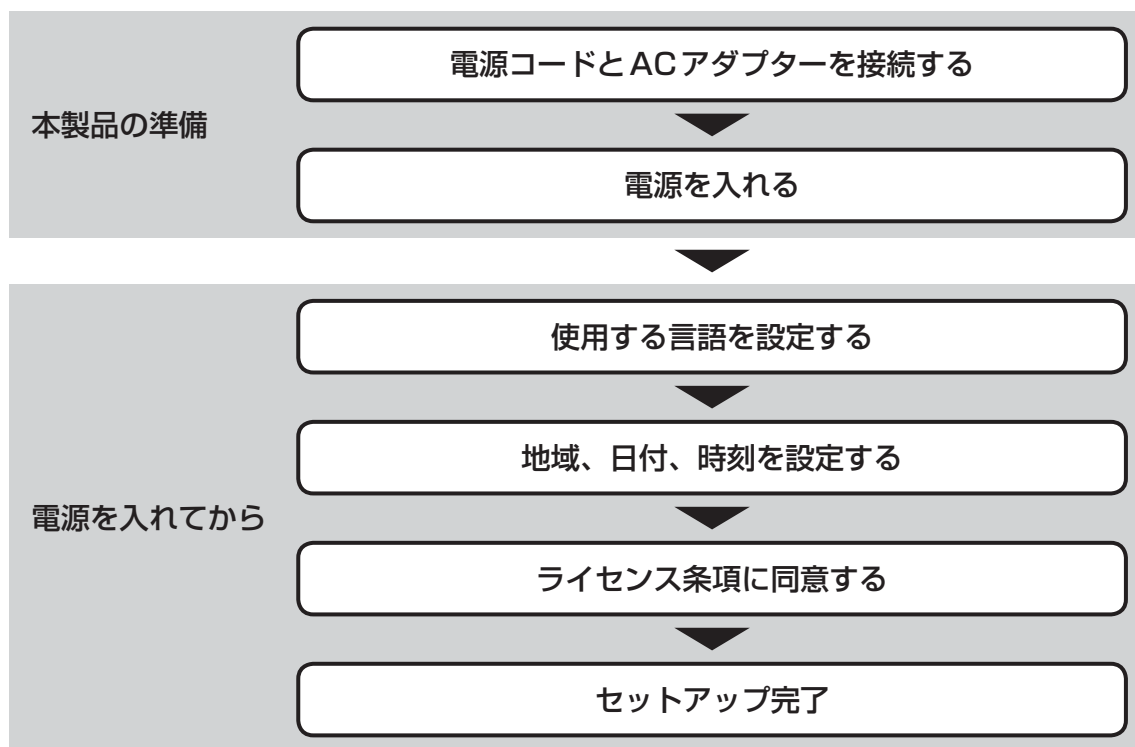 本製品の準備
電源コードとACアダプターを接続する
電源を入れる
電源を入れてから
使用する言語を設定する
地域、日付、時刻を設定する
ライセンス条項に同意する
セットアップ完了